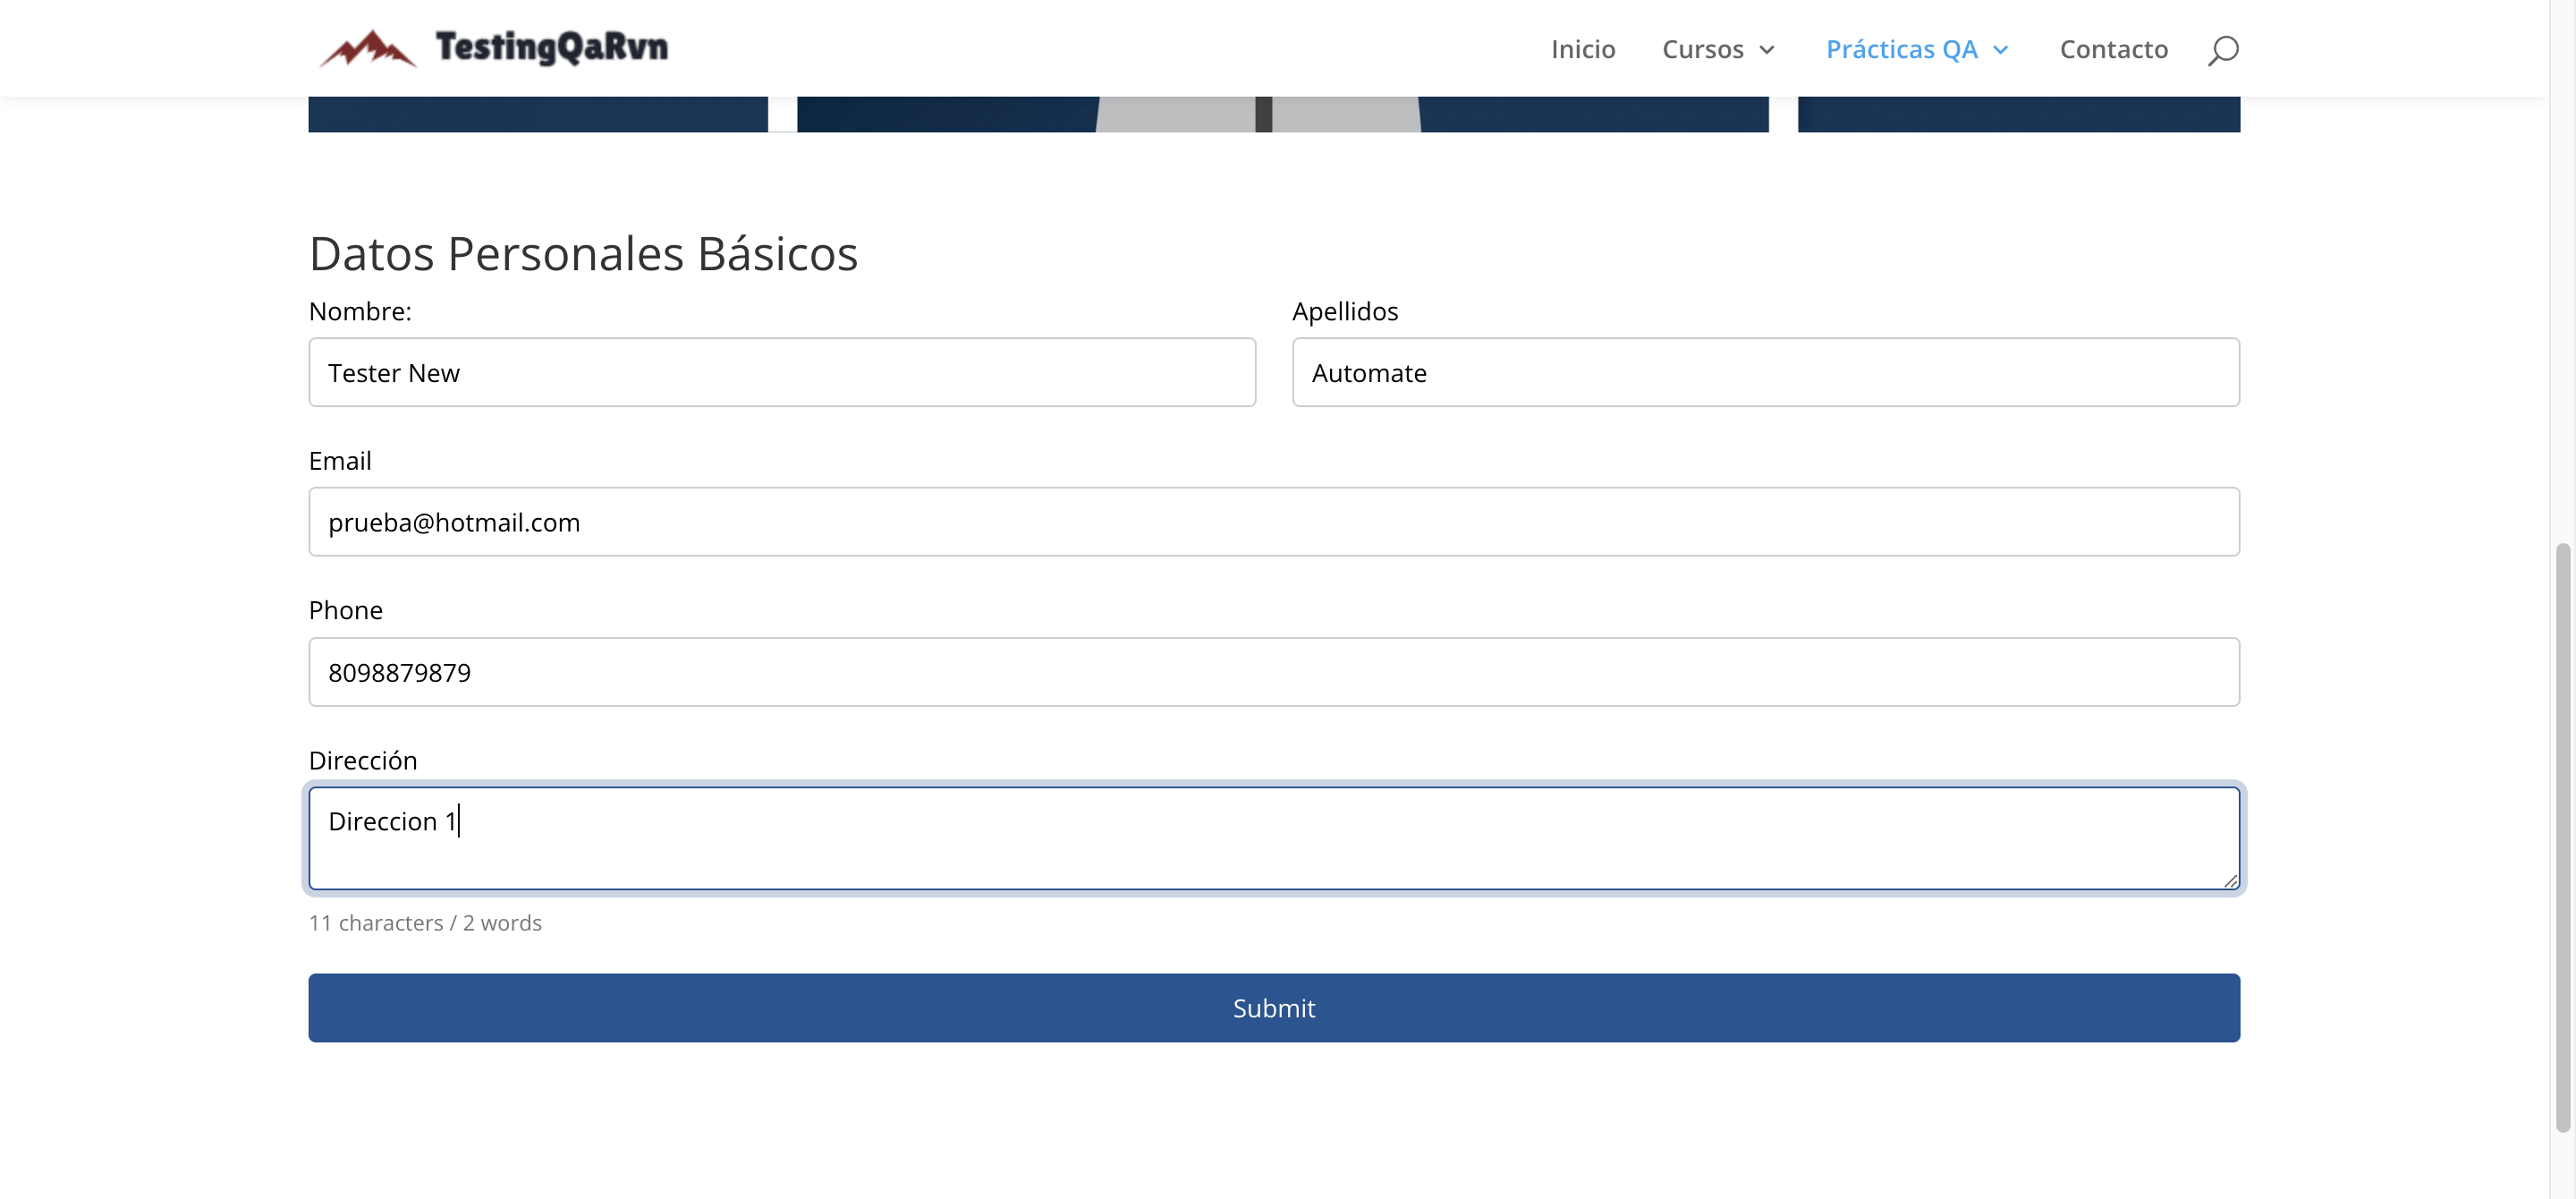 TestingQaRvn
Inicio Cursos Prácticas QA Contacto
Datos Personales Básicos
Nombre: Apellidos
Tester New Automate
Email
prueba@hotmail.com
Phone
8098879879
Dirección
Direccion 1
11 characters / 2 words
Submit